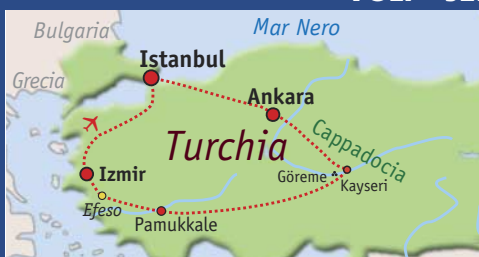 Bulgaria
Mar Nero
Grecia
Istanbul
Ankara
Turchia
Cappadocia
Izmir
Göreme
Kayseri
Efeso
Pamukkale